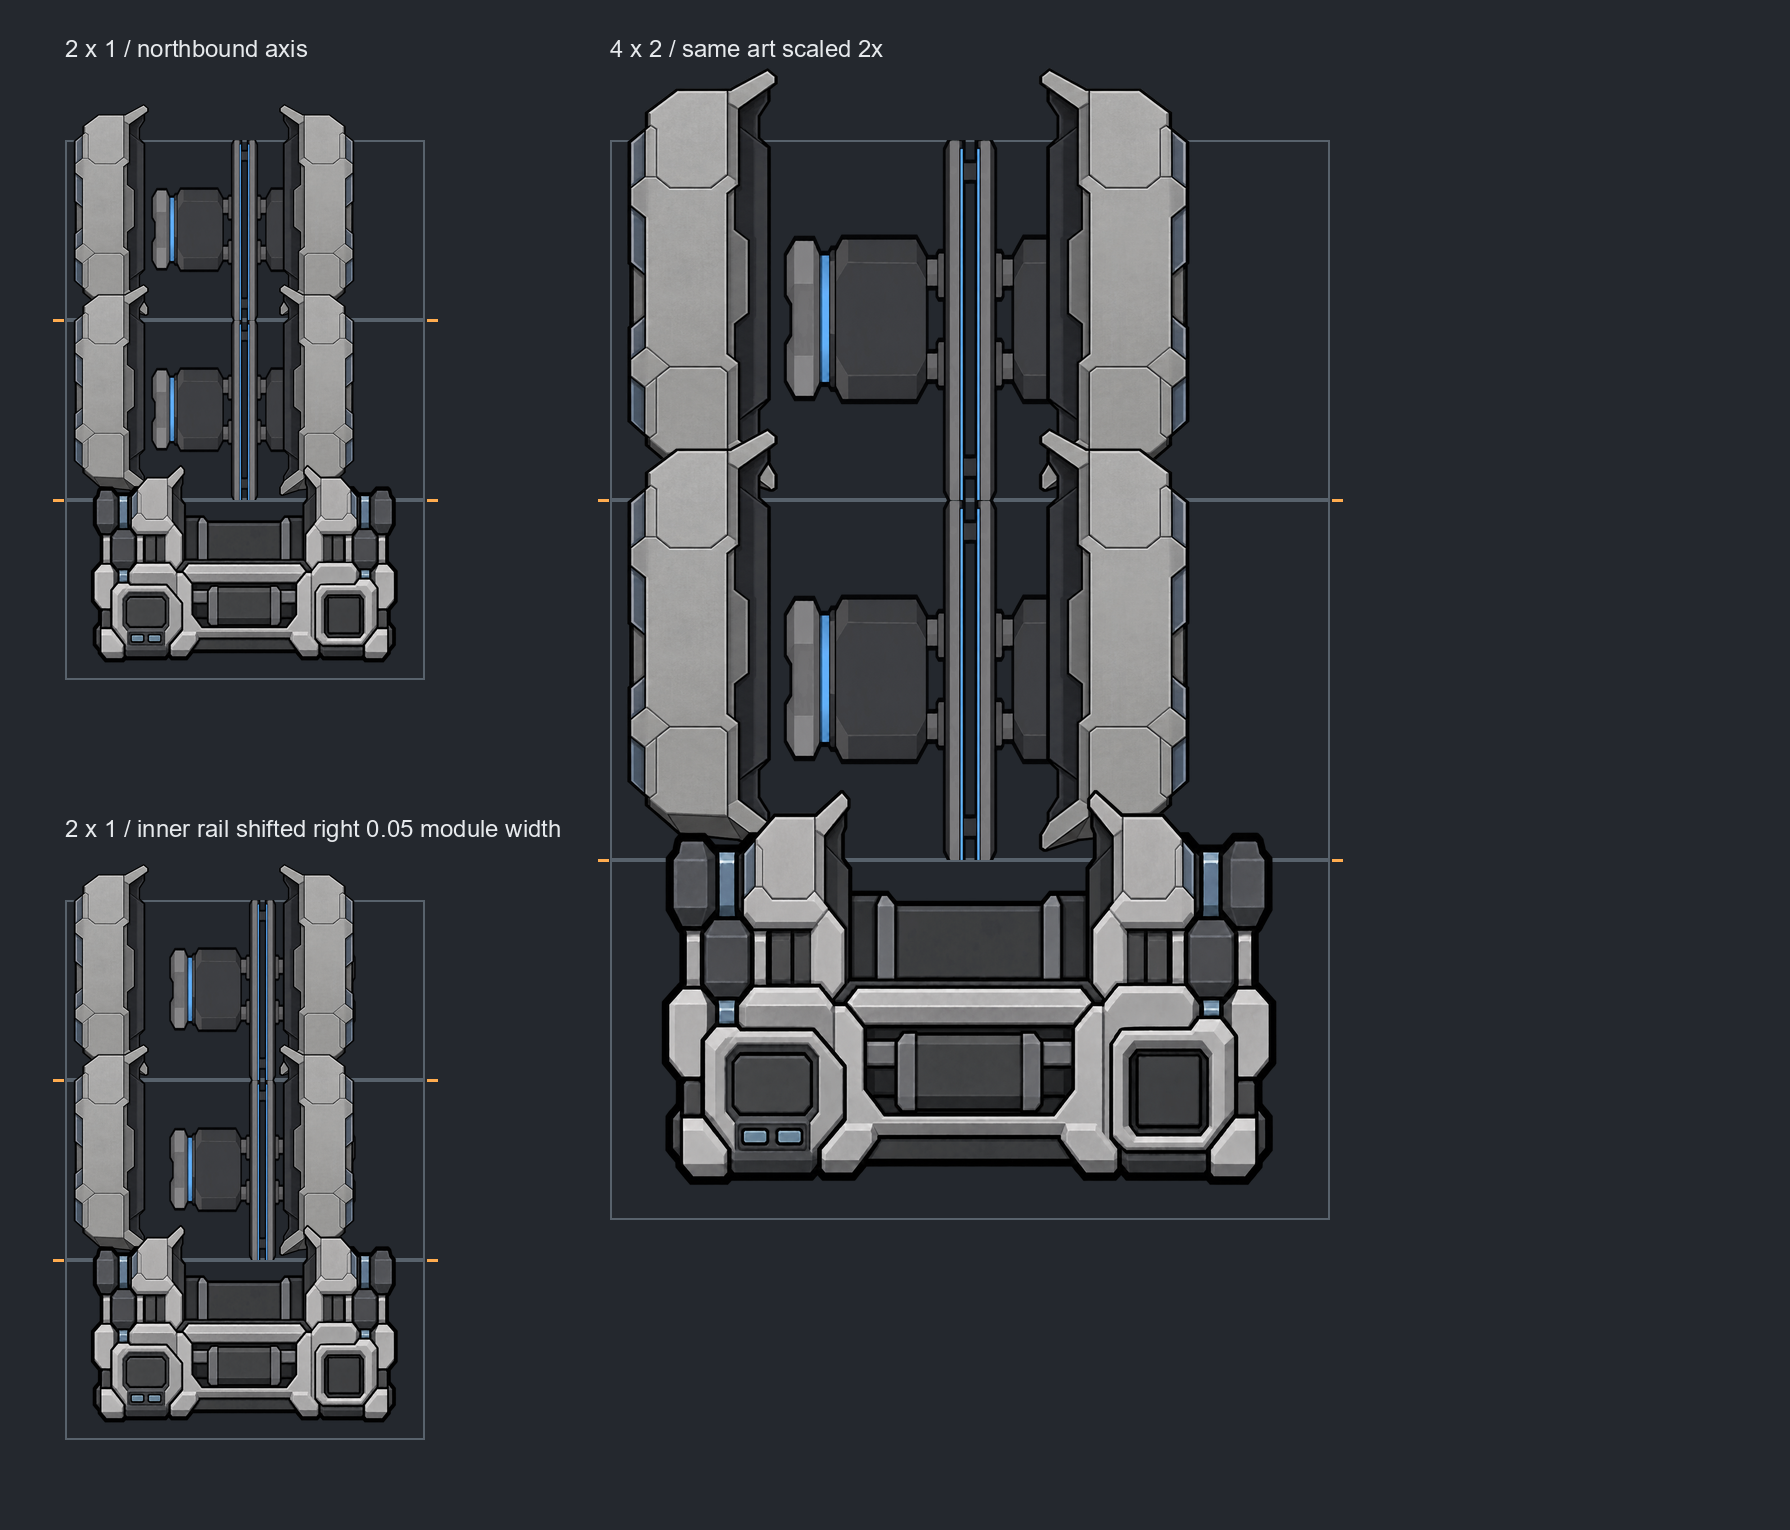 2 x 1 / northbound axis
4 x 2 / same art scaled 2x
2 x 1 / inner rail shifted right 0.05 module width